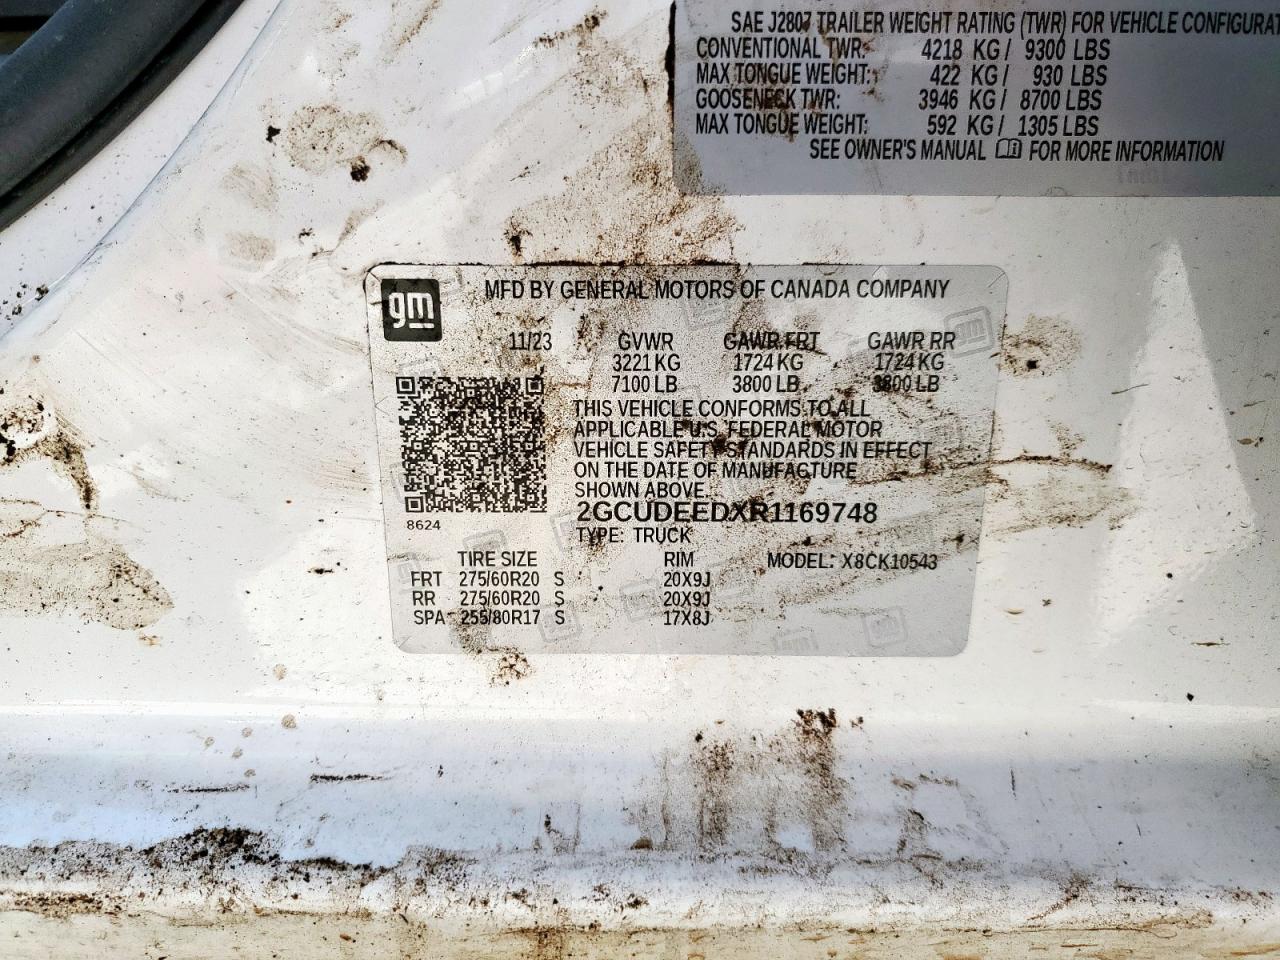 SAE J2807 TRAILER WEIGHT RATING (TWR) FOR VEHICLE
CONVENTIONAL TWR: 4218 KG / 9300 LBS
MAX TONGUE WEIGHT: 422 KG / 930 LBS
GOOSENECK TWR: 3946 KG / 8700 LBS
MAX TONGUE WEIGHT: 592 KG / 1305 LBS
SEE OWNER'S MANUAL FOR MORE INFORMATION
gm
MFD BY GENERAL MOTORS OF CANADA COMPANY
11/23 GVWR GAWR FRT GAWR RR
3221 KG 1724 KG 1724 KG
7100 LB 3800 LB 3800 LB
THIS VEHICLE CONFORMS TO ALL
APPLICABLE U.S. FEDERAL MOTOR
VEHICLE SAFETY STANDARDS IN EFFECT
ON THE DATE OF MANUFACTURE
SHOWN ABOVE.
2GCUDEEDXR1169748
8624
TYPE: TRUCK
TIRE SIZE RIM MODEL: X8CK10543
FRT 275/60R20 S 20X9J
RR 275/60R20 S 20X9J
SPA 255/80R17 S 17X8J